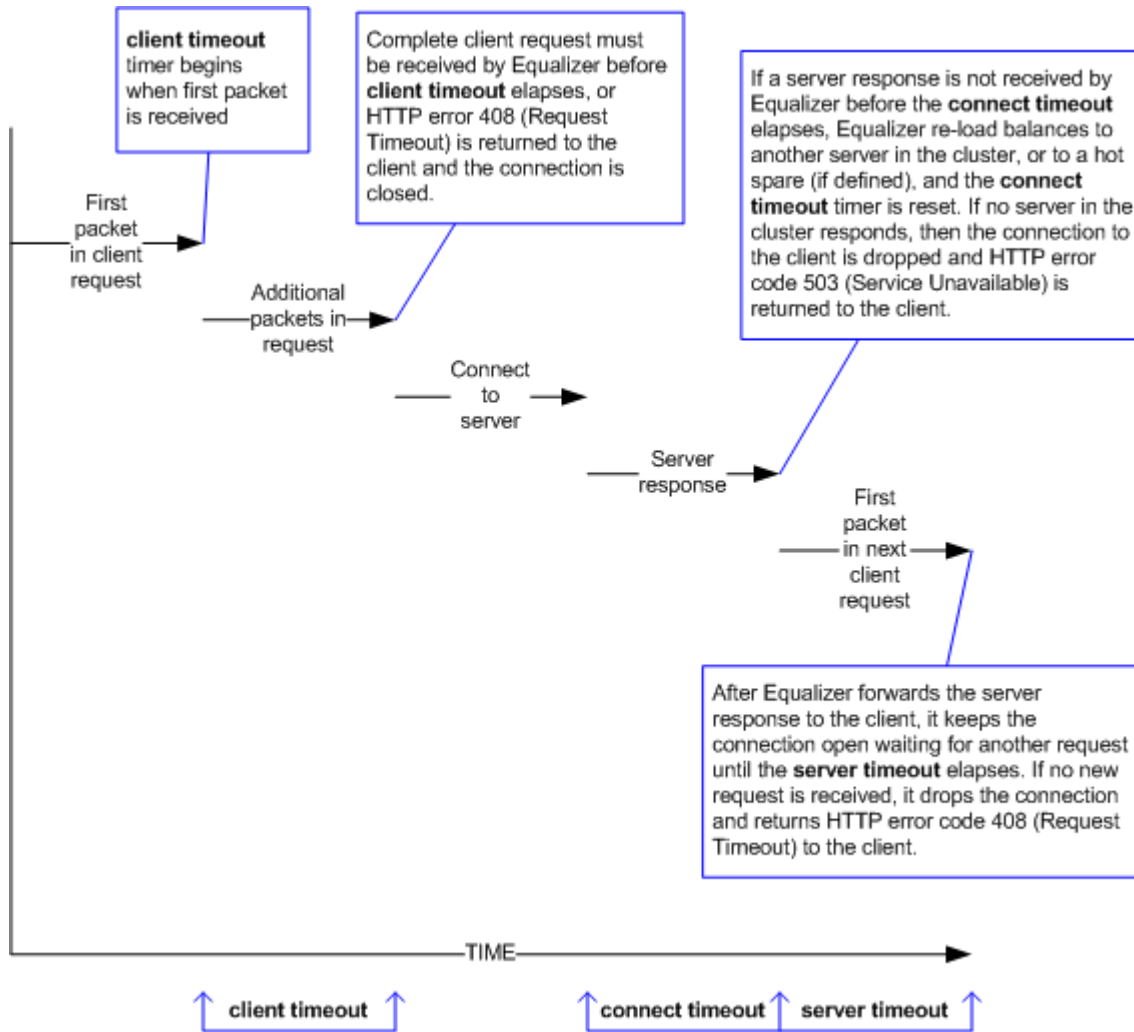 client timeout
timer begins
when first packet
is received
Complete client request must
be received by Equalizer before
client timeout elapses, or
HTTP error 408 (Request
Timeout) is returned to the
client and the connection is
closed.
If a server response is not received by
Equalizer before the connect timeout
elapses, Equalizer re-load balances to
another server in the cluster, or to a hot
spare (if defined), and the connect
timeout timer is reset. If no server in the
cluster responds, then the connection to
the client is dropped and HTTP error
code 503 (Service Unavailable) is
returned to the client.
First
packet
in client
request
Additional
packets in
request
Connect
to
server
Server
response
First
packet
in next
client
request
After Equalizer forwards the server
response to the client, it keeps the
connection open waiting for another request
until the server timeout elapses. If no new
request is received, it drops the connection
and returns HTTP error code 408 (Request
Timeout) to the client.
TIME
client timeout
connect timeout
server timeout